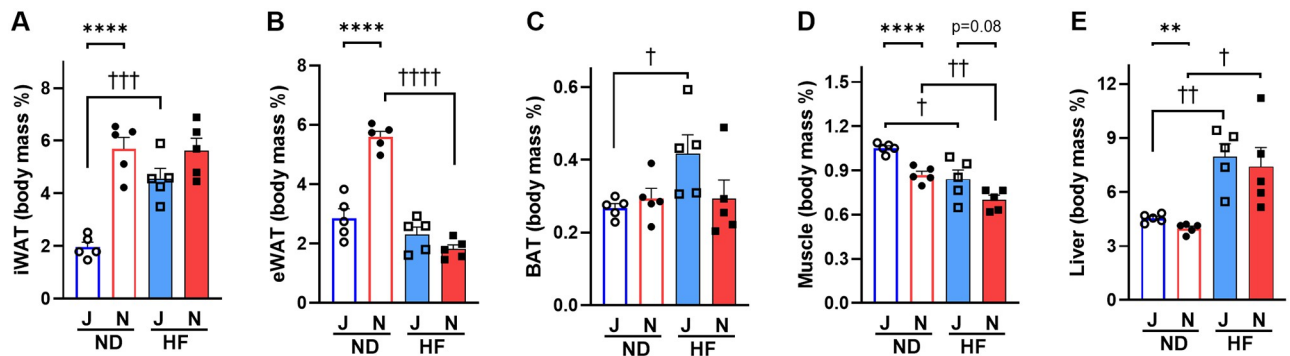 A
iWAT (body mass %)
8
6
4
2
0
****
†††
J N J N
ND HF
B
eWAT (body mass %)
8
6
4
2
0
****
††††
J N J N
ND HF
C
BAT (body mass %)
0.6
0.4
0.2
0.0
†
J N J N
ND HF
D
Muscle (body mass %)
1.5
1.2
0.9
0.6
0.3
0.0
**** p=0.08
††
†
J N J N
ND HF
E
Liver (body mass %)
12
9
6
3
0
**
†
††
J N J N
ND HF